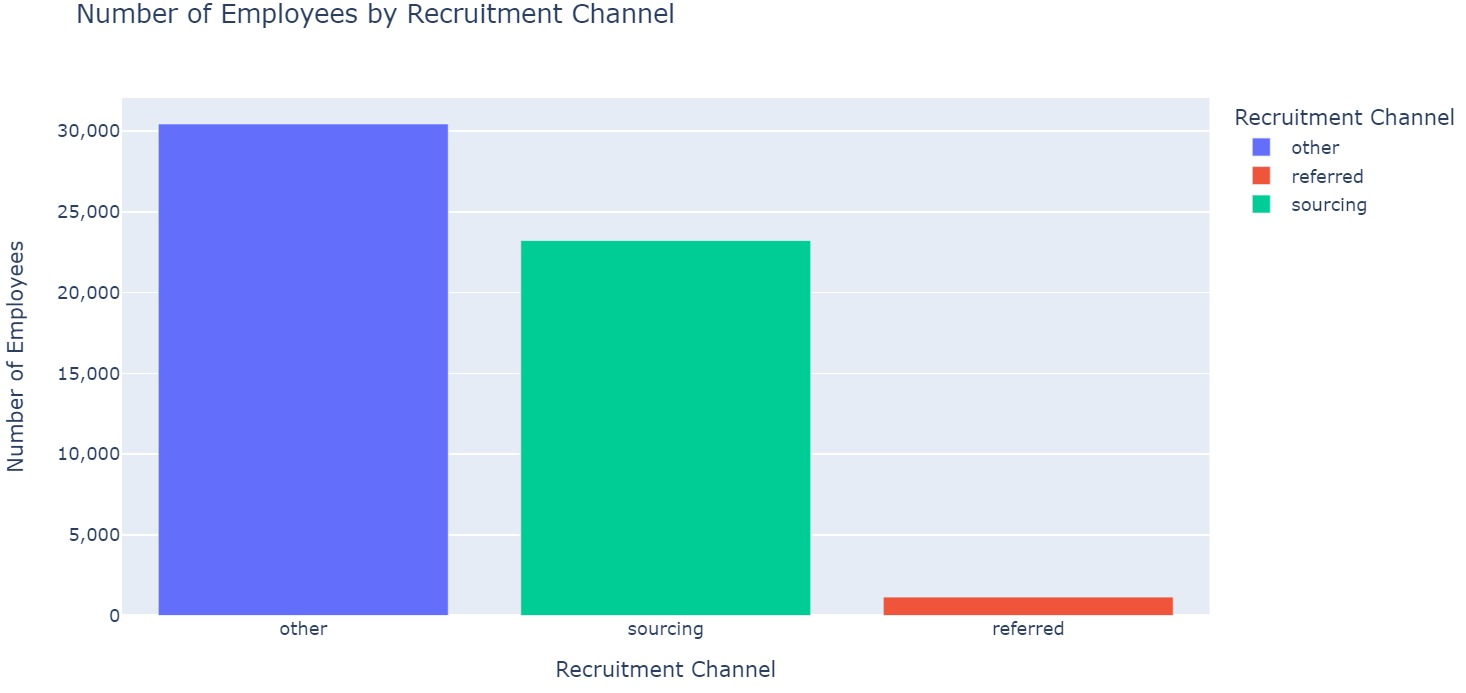 Number of Employees by Recruitment Channel
Number of Employees
30,000
25,000
20,000
15,000
10,000
5,000
0
other
sourcing
referred
Recruitment Channel
Recruitment Channel
other
referred
sourcing